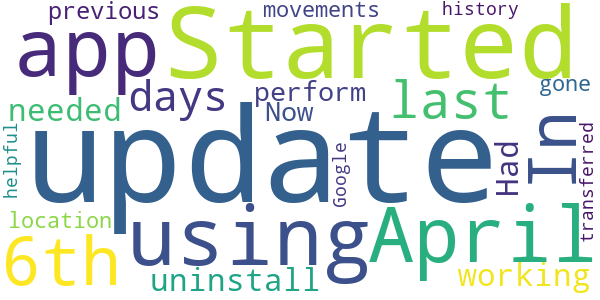 previous movements history
app Started
gone
needed days perform last
Now
update In
helpful
Google
Had
transferred
location
6th using April
uninstall working